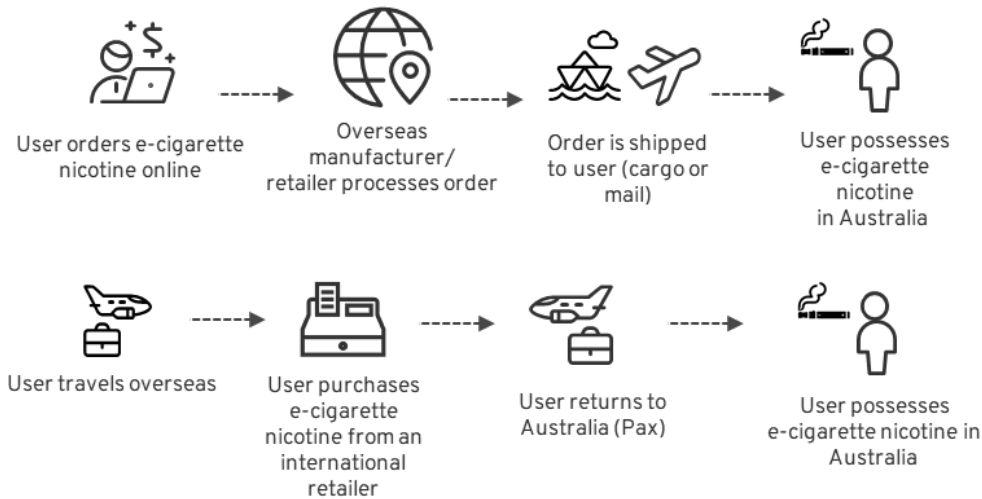 User orders e-cigarette
nicotine online
Overseas
manufacturer/
retailer processes order
Order is shipped
to user (cargo or
mail)
User possesses
e-cigarette
nicotine
in Australia
User travels overseas
User purchases
e-cigarette
nicotine from an
international
retailer
User returns to
Australia (Pax)
User possesses
e-cigarette nicotine in
Australia